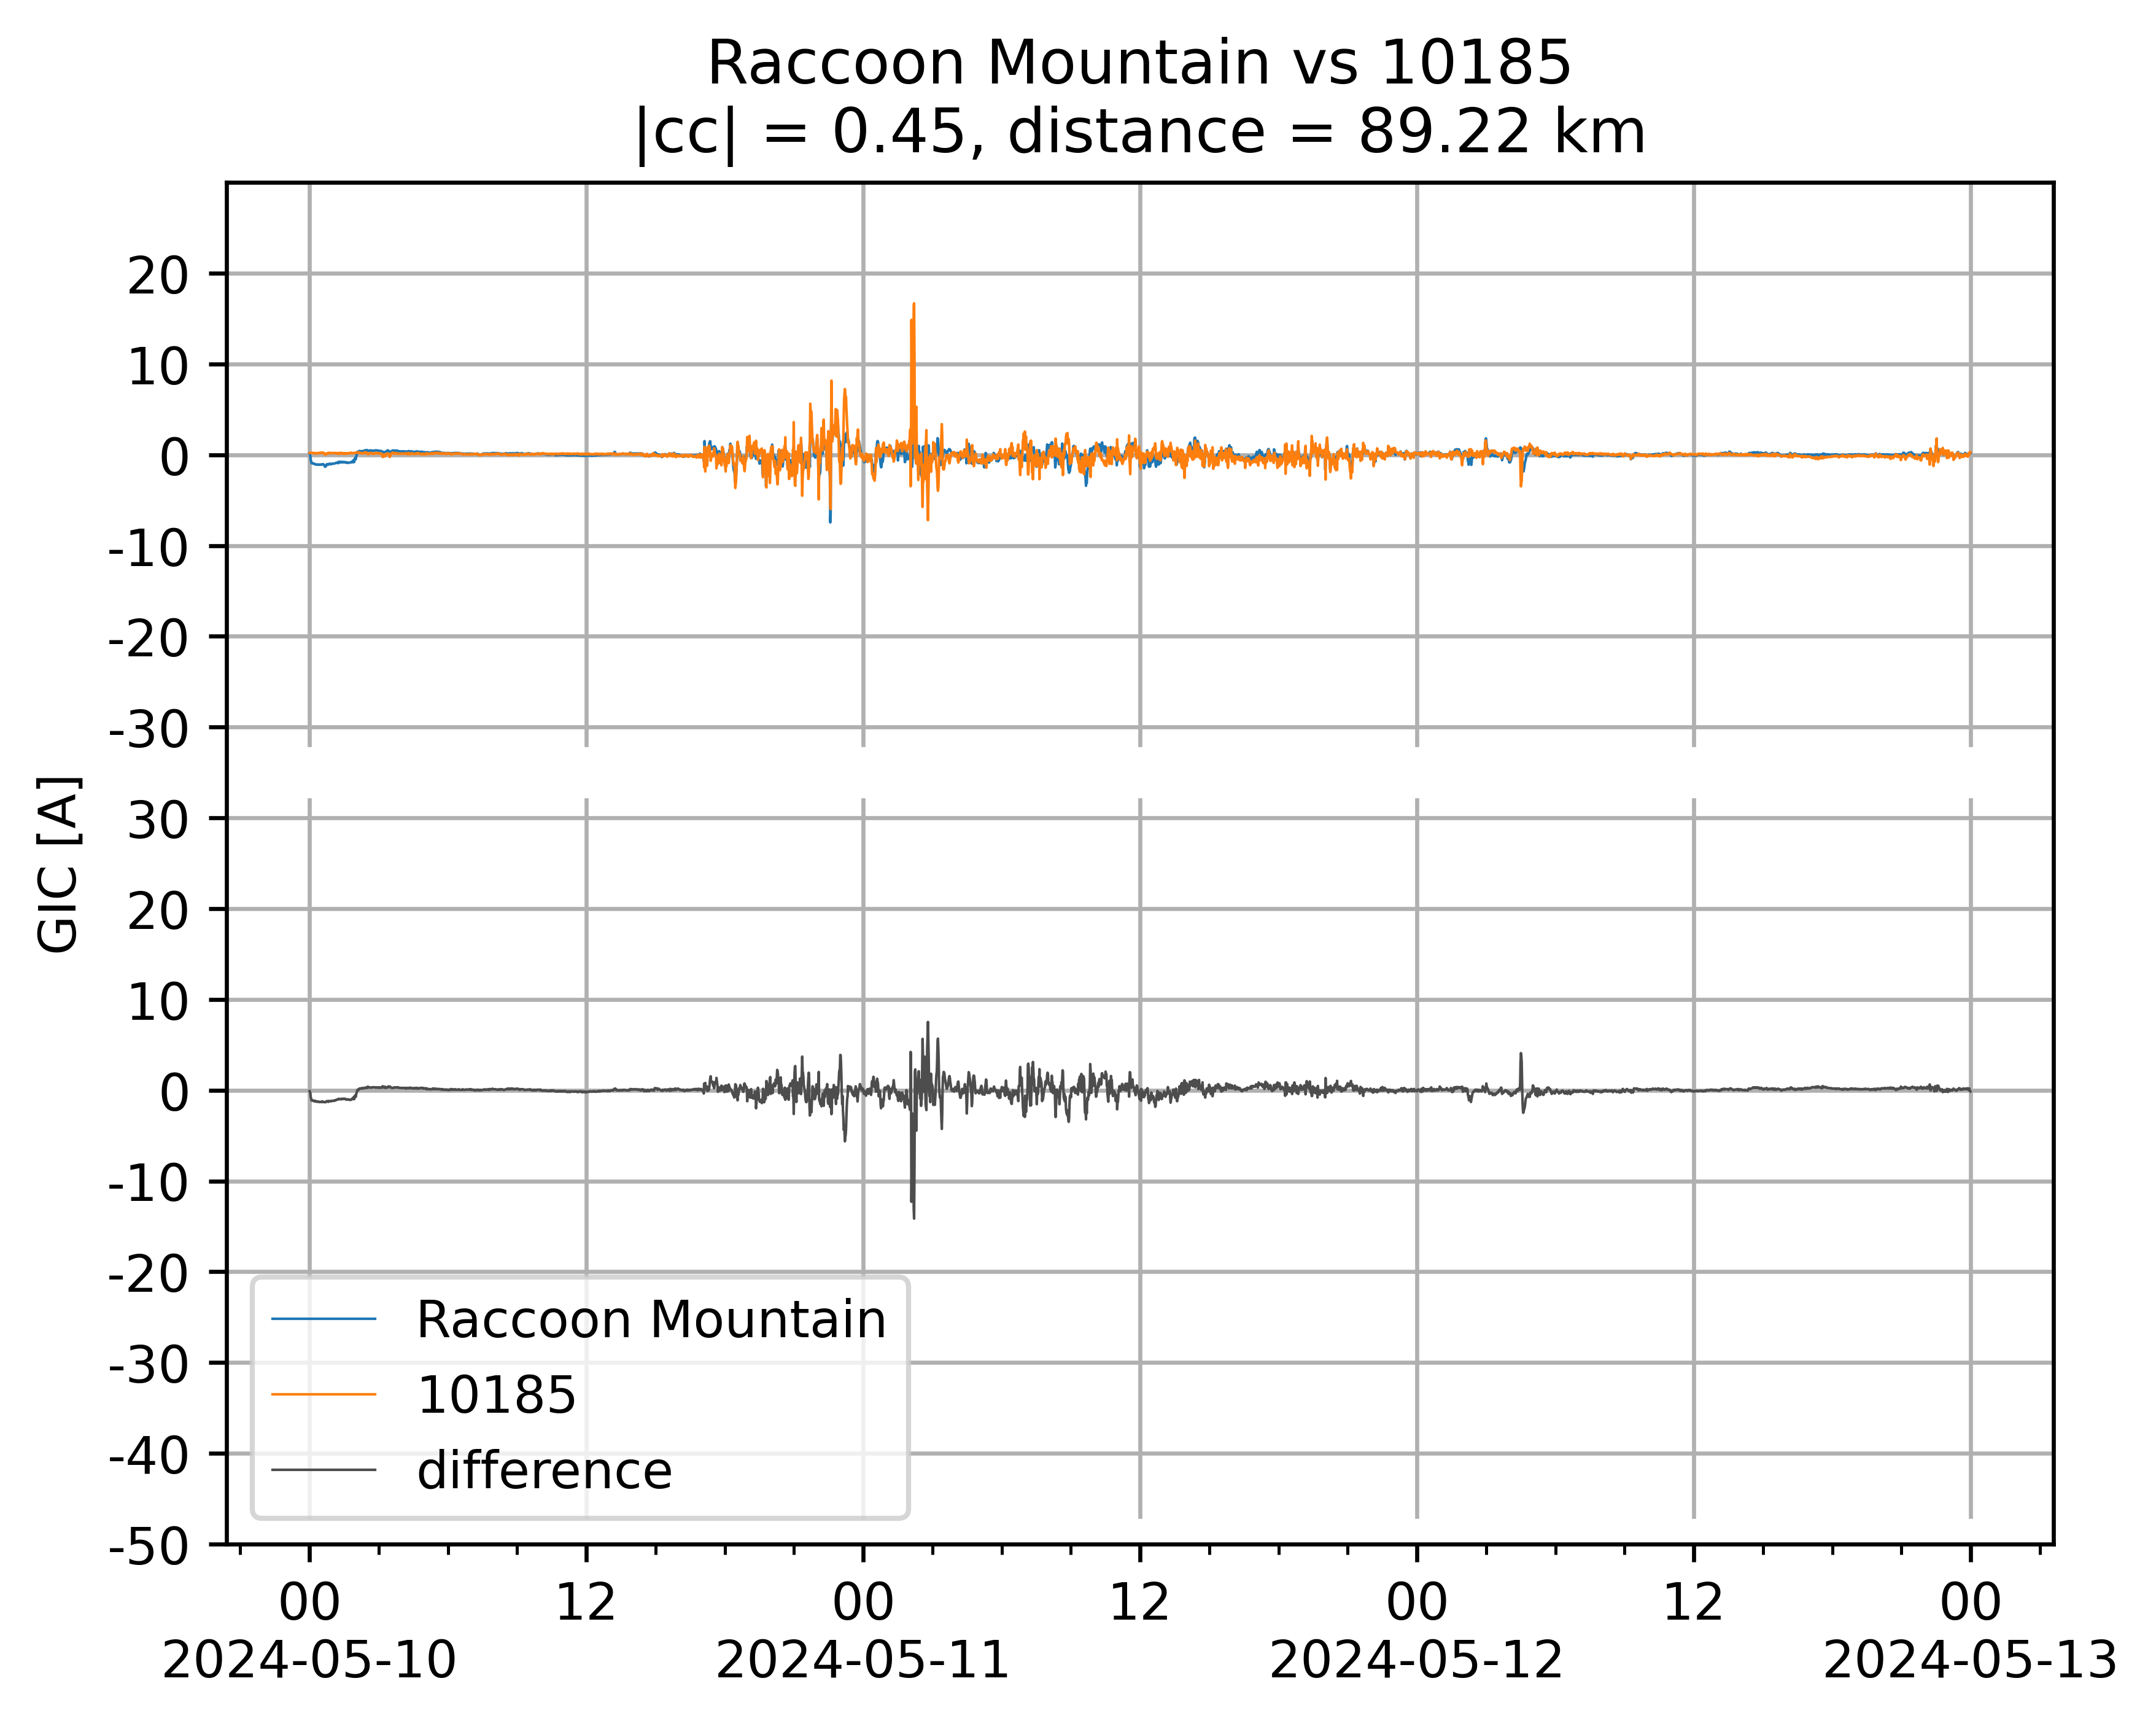 Raccoon Mountain vs 10185
|cc| = 0.45, distance = 89.22 km
GIC [A]
20
10
0
-10
-20
-30
30
20
10
0
-10
-20
-30
-40
-50
Raccoon Mountain
10185
difference
00 12 00 12 00 12 00
2024-05-10 2024-05-11 2024-05-12 2024-05-13